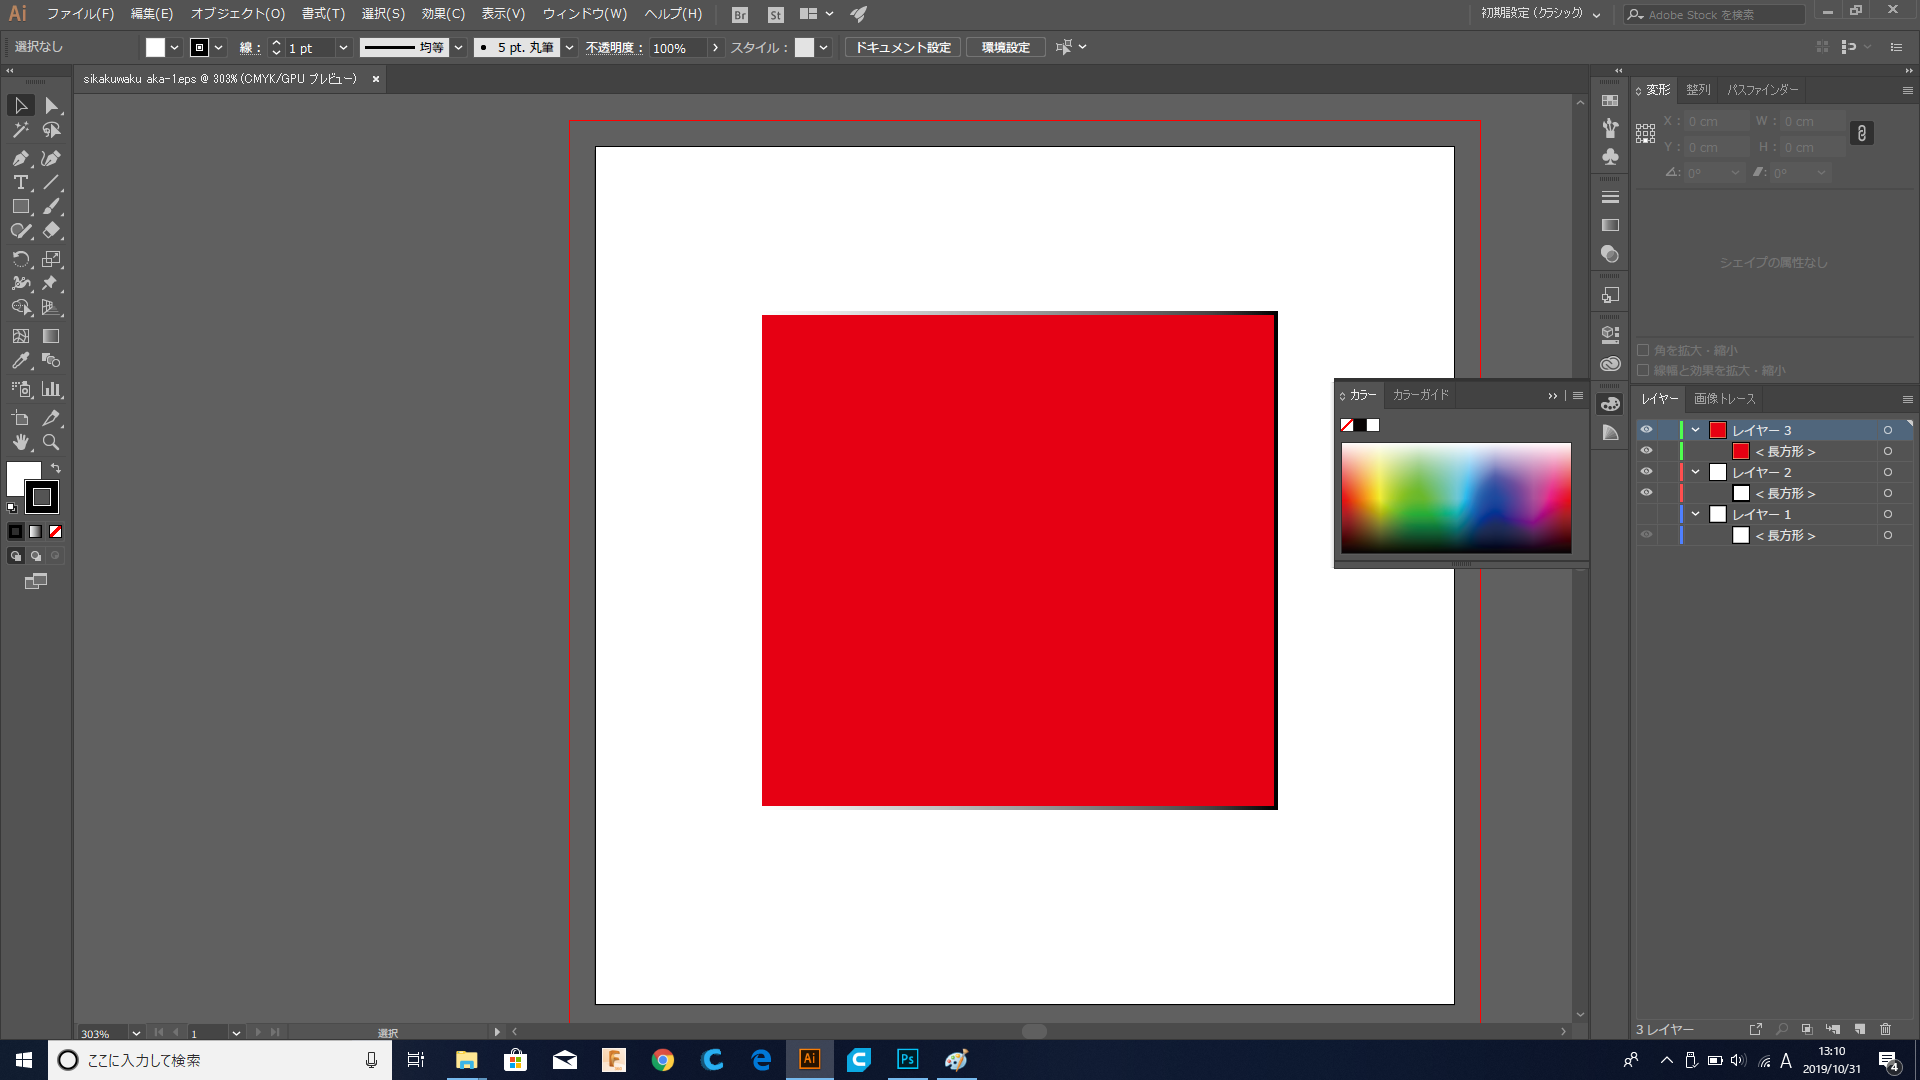 Ai ファイル(F) 編集(E) オブジェクト(O) 書式(T) 選択(S) 効果(C) 表示(V) ウィンドウ(W) ヘルプ(H) Br St 初期設定 (クラシック) Adobe Stock を検索
選択なし 線 : 1 pt 均等 5 pt. 丸筆 不透明度 : 100% スタイル : ドキュメント設定 環境設定
sikakuwaku aka-1.eps @ 303% (CMYK/GPU プレビュー) ×
変形 整列 パスファインダー
X : 0 cm W : 0 cm
Y : 0 cm H : 0 cm
0° 0°
シェイプの属性なし
角を拡大・縮小
線幅と効果を拡大・縮小
カラー カラーガイド
レイヤー 画像トレース
レイヤー 3
< 長方形 >
レイヤー 2
< 長方形 >
レイヤー 1
< 長方形 >
303% 1 選択
3 レイヤー
ここに入力して検索
Ai Ps
A 13:10
2019/10/31
4